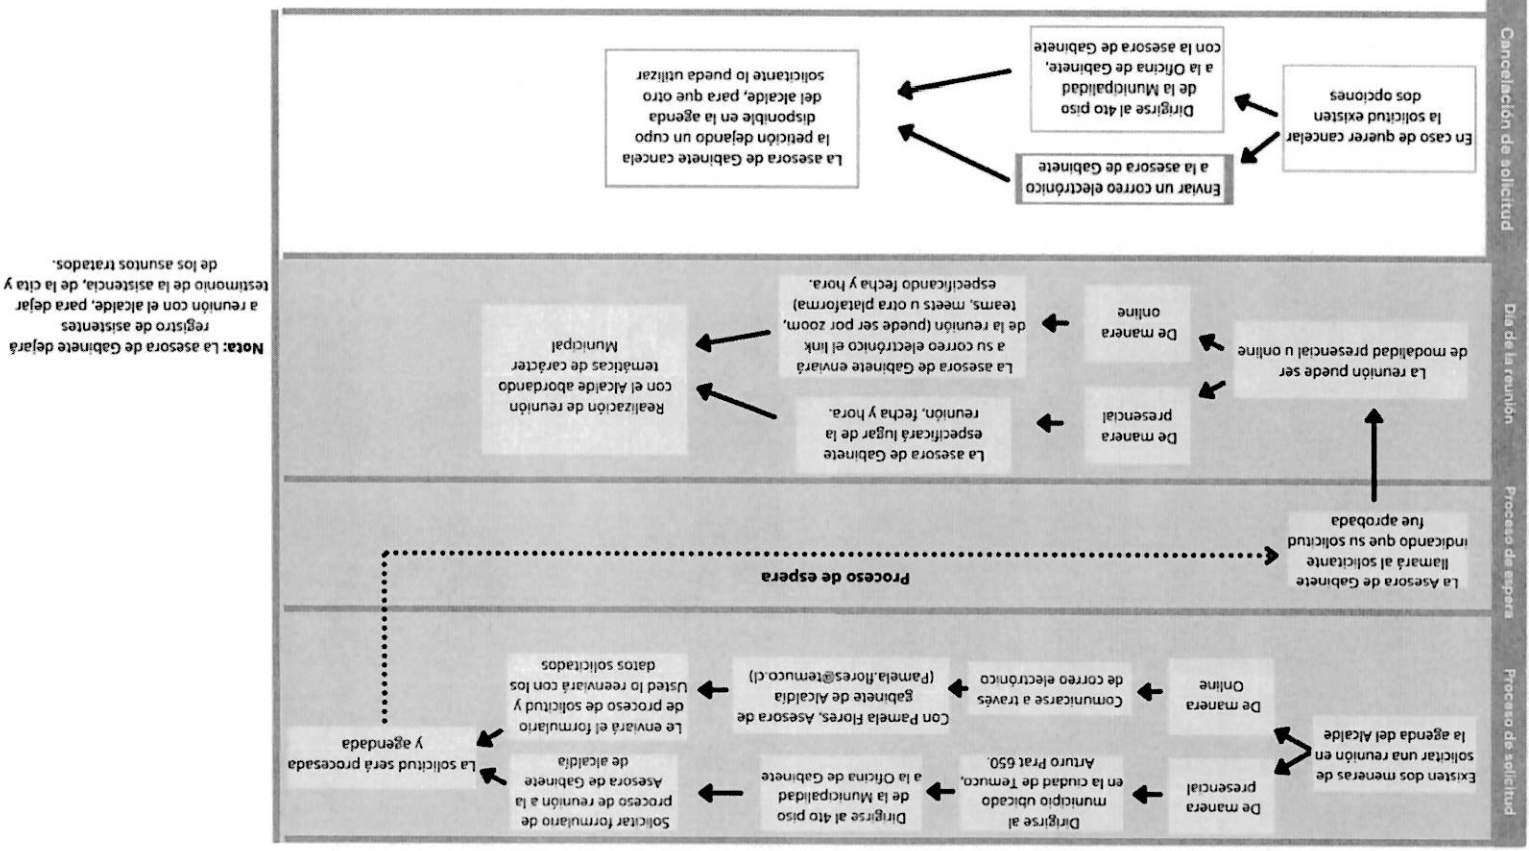 Proceso de solicitud
Existen dos meneras de
solicitar una reunión en
la agenda del Alcalde
De manera
presencial
Dirigirse al
municipio ubicado
en la ciudad de Temuco,
Arturo Prat 650.
Dirigirse al 4to piso
de la Municipalidad
a la Oficina de Gabinete
Solicitar formulario de
proceso de reunión a la
Asesora de Gabinete
de alcaldía
De manera
Online
Comunicarse a través
de correo electrónico
Con Pamela Flores, Asesora de
gabinete de Alcaldía
(Pamela.flores@temuco.cl)
Le enviará el formulario
de proceso de solicitud y
Usted lo reenviará con los
datos solicitados
La solicitud será procesada
y agendada
Proceso de espera
Proceso de espera
La Asesora de Gabinete
llamará al solicitante
indicando que su solicitud
fue aprobada
Día de la reunión
La reunión puede ser
de modalidad presencial u online
De manera
presencial
La asesora de Gabinete
especificará lugar de la
reunión, fecha y hora.
De manera
online
La asesora de Gabinete enviará
a su correo electrónico el link
de la reunión (puede ser por zoom,
teams, meets u otra plataforma)
especificando fecha y hora.
Realización de reunión
con el Alcalde abordando
temáticas de carácter
Municipal
Nota: La asesora de Gabinete dejará
registro de asistentes
a reunión con el alcalde, para dejar
testimonio de la asistencia, de la cita y
de los asuntos tratados.
Cancelación de solicitud
En caso de querer cancelar
la solicitud existen
dos opciones
Enviar un correo electrónico
a la asesora de Gabinete
Dirigirse al 4to piso
de la Municipalidad
a la Oficina de Gabinete,
con la asesora de Gabinete
La asesora de Gabinete cancela
la petición dejando un cupo
disponible en la agenda
del alcalde, para que otro
solicitante lo pueda utilizar